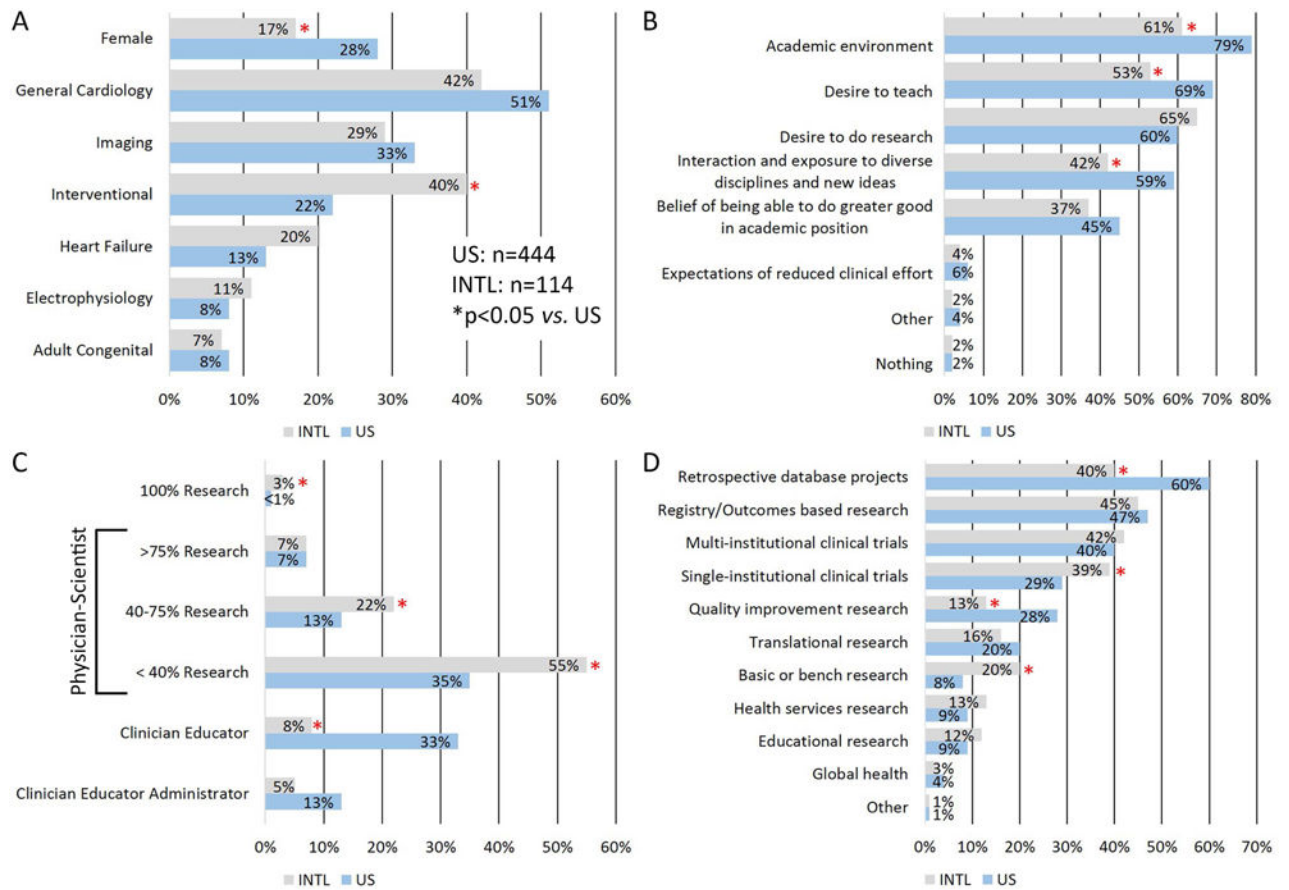 A
Female
17% *
28%
General Cardiology
42%
51%
Imaging
29%
33%
Interventional
40% *
22%
Heart Failure
20%
13%
Electrophysiology
11%
8%
Adult Congenital
7%
8%
US: n=444
INTL: n=114
*p<0.05 vs. US
0% 10% 20% 30% 40% 50% 60%
INTL US
B
Academic environment
61% *
79%
Desire to teach
53% *
69%
Desire to do research
65%
60%
Interaction and exposure to diverse
disciplines and new ideas
42% *
59%
Belief of being able to do greater good
in academic position
37%
45%
Expectations of reduced clinical effort
4%
6%
Other
2%
4%
Nothing
2%
2%
0% 10% 20% 30% 40% 50% 60% 70% 80%
INTL US
C
Physician-Scientist
100% Research
3% *
<1%
>75% Research
7%
7%
40-75% Research
22% *
13%
< 40% Research
55% *
35%
Clinician Educator
8% *
33%
Clinician Educator Administrator
5%
13%
0% 10% 20% 30% 40% 50% 60%
INTL US
D
Retrospective database projects
40% *
60%
Registry/Outcomes based research
45%
47%
Multi-institutional clinical trials
42%
40%
Single-institutional clinical trials
39% *
29%
Quality improvement research
13% *
28%
Translational research
16%
20%
Basic or bench research
20% *
8%
Health services research
13%
9%
Educational research
12%
9%
Global health
3%
4%
Other
1%
1%
0% 10% 20% 30% 40% 50% 60% 70%
INTL US